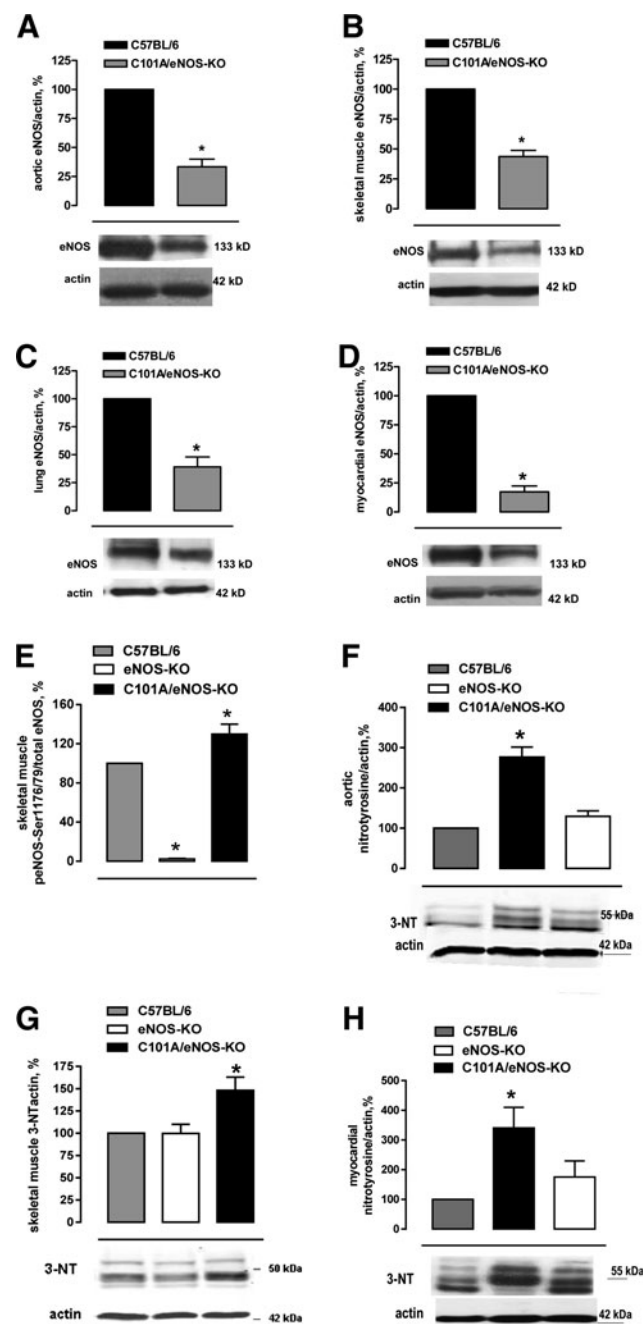 A
C57BL/6
C101A/eNOS-KO
aortic eNOS/actin, %
125
100
75
50
25
0
*
eNOS
133 kD
actin
42 kD
B
C57BL/6
C101A/eNOS-KO
skeletal muscle eNOS/actin, %
125
100
75
50
25
0
*
eNOS
133 kD
actin
42 kD
C
C57BL/6
C101A/eNOS-KO
lung eNOS/actin, %
125
100
75
50
25
0
*
eNOS
133 kD
actin
42 kD
D
C57BL/6
C101A/eNOS-KO
myocardial eNOS/actin, %
125
100
75
50
25
0
*
eNOS
133 kD
actin
42 kD
E
C57BL/6
eNOS-KO
C101A/eNOS-KO
skeletal muscle
peNOS-Ser1176/79/total eNOS, %
160
120
80
40
0
*
*
F
C57BL/6
eNOS-KO
C101A/eNOS-KO
aortic
nitrotyrosine/actin,%
400
300
200
100
0
*
3-NT
55 kDa
actin
42 kDa
G
C57BL/6
eNOS-KO
C101A/eNOS-KO
skeletal muscle 3-NTactin, %
175
150
125
100
75
50
25
0
*
3-NT
50 kDa
actin
42 kDa
H
C57BL/6
eNOS-KO
C101A/eNOS-KO
myocardial
nitrotyrosine/actin,%
500
400
300
200
100
0
*
3-NT
55 kDa
actin
42 kDa